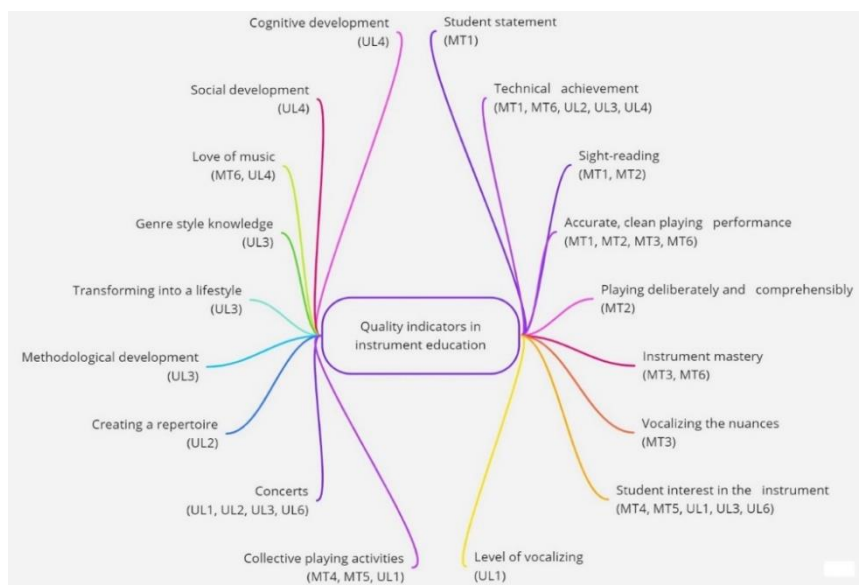 Cognitive development
(UL4)
Student statement
(MT1)
Social development
(UL4)
Technical achievement
(MT1, MT6, UL2, UL3, UL4)
Love of music
(MT6, UL4)
Sight-reading
(MT1, MT2)
Genre style knowledge
(UL3)
Accurate, clean playing performance
(MT1, MT2, MT3, MT6)
Transforming into a lifestyle
(UL3)
Playing deliberately and comprehensibly
(MT2)
Quality indicators in
instrument education
Methodological development
(UL3)
Instrument mastery
(MT3, MT6)
Creating a repertoire
(UL2)
Vocalizing the nuances
(MT3)
Concerts
(UL1, UL2, UL3, UL6)
Student interest in the instrument
(MT4, MT5, UL1, UL3, UL6)
Collective playing activities
(MT4, MT5, UL1)
Level of vocalizing
(UL1)